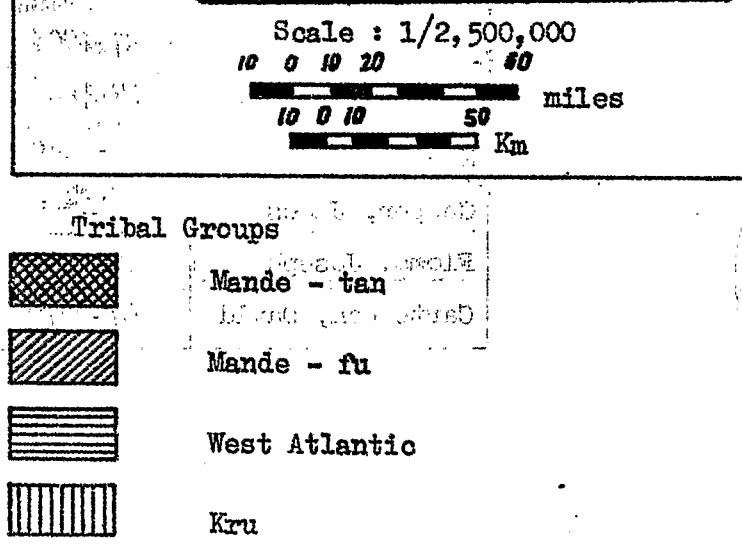 Scale : 1/2,500,000
10 0 10 20 60
miles
10 0 10 50
Km
Tribal Groups
Mande - tan
Mande - fu
West Atlantic
Kru